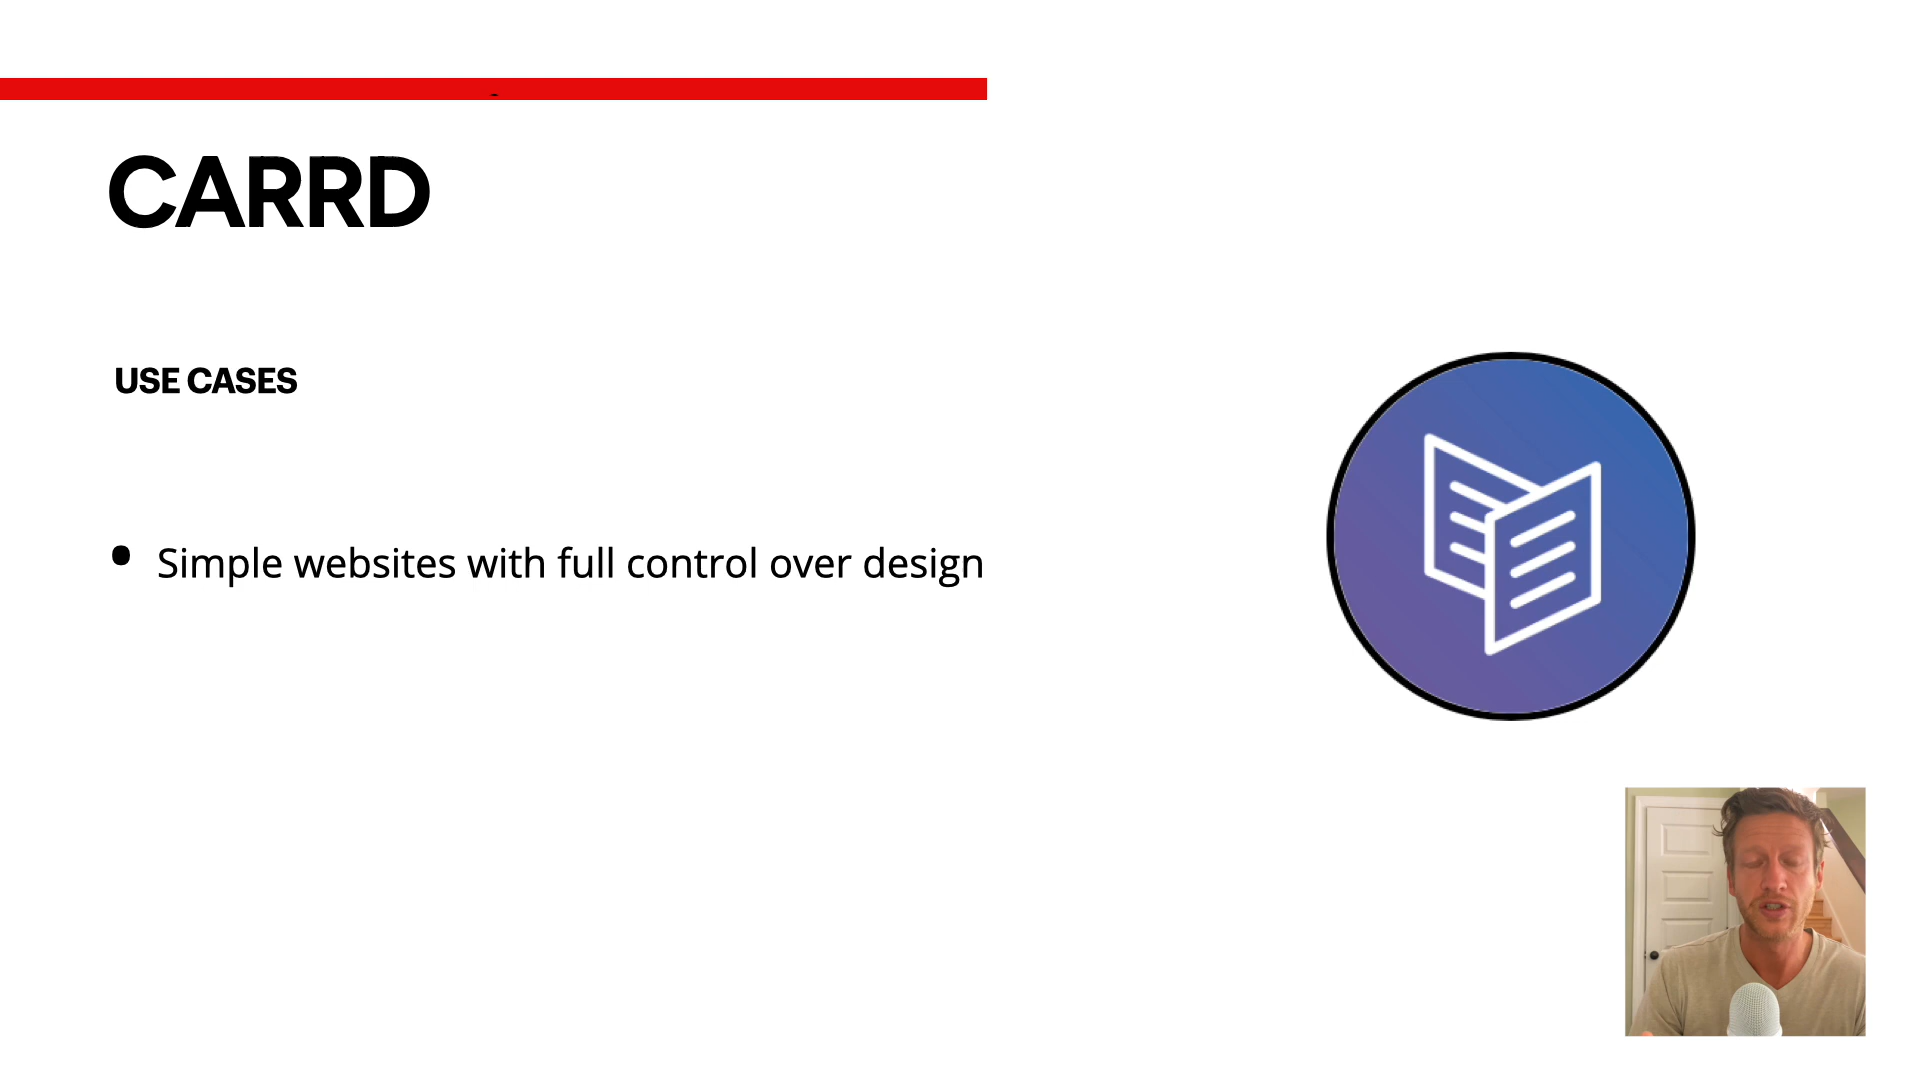 CARRD
USE CASES
• Simple websites with full control over design